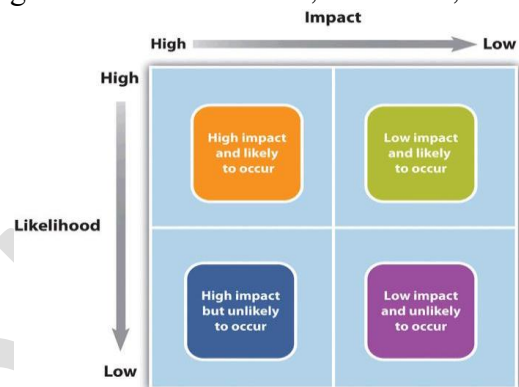 Impact
High
Low
High
High impact
and likely
to occur
Low impact
and likely
to occur
Likelihood
High impact
but unlikely
to occur
Low impact
and unlikely
to occur
Low